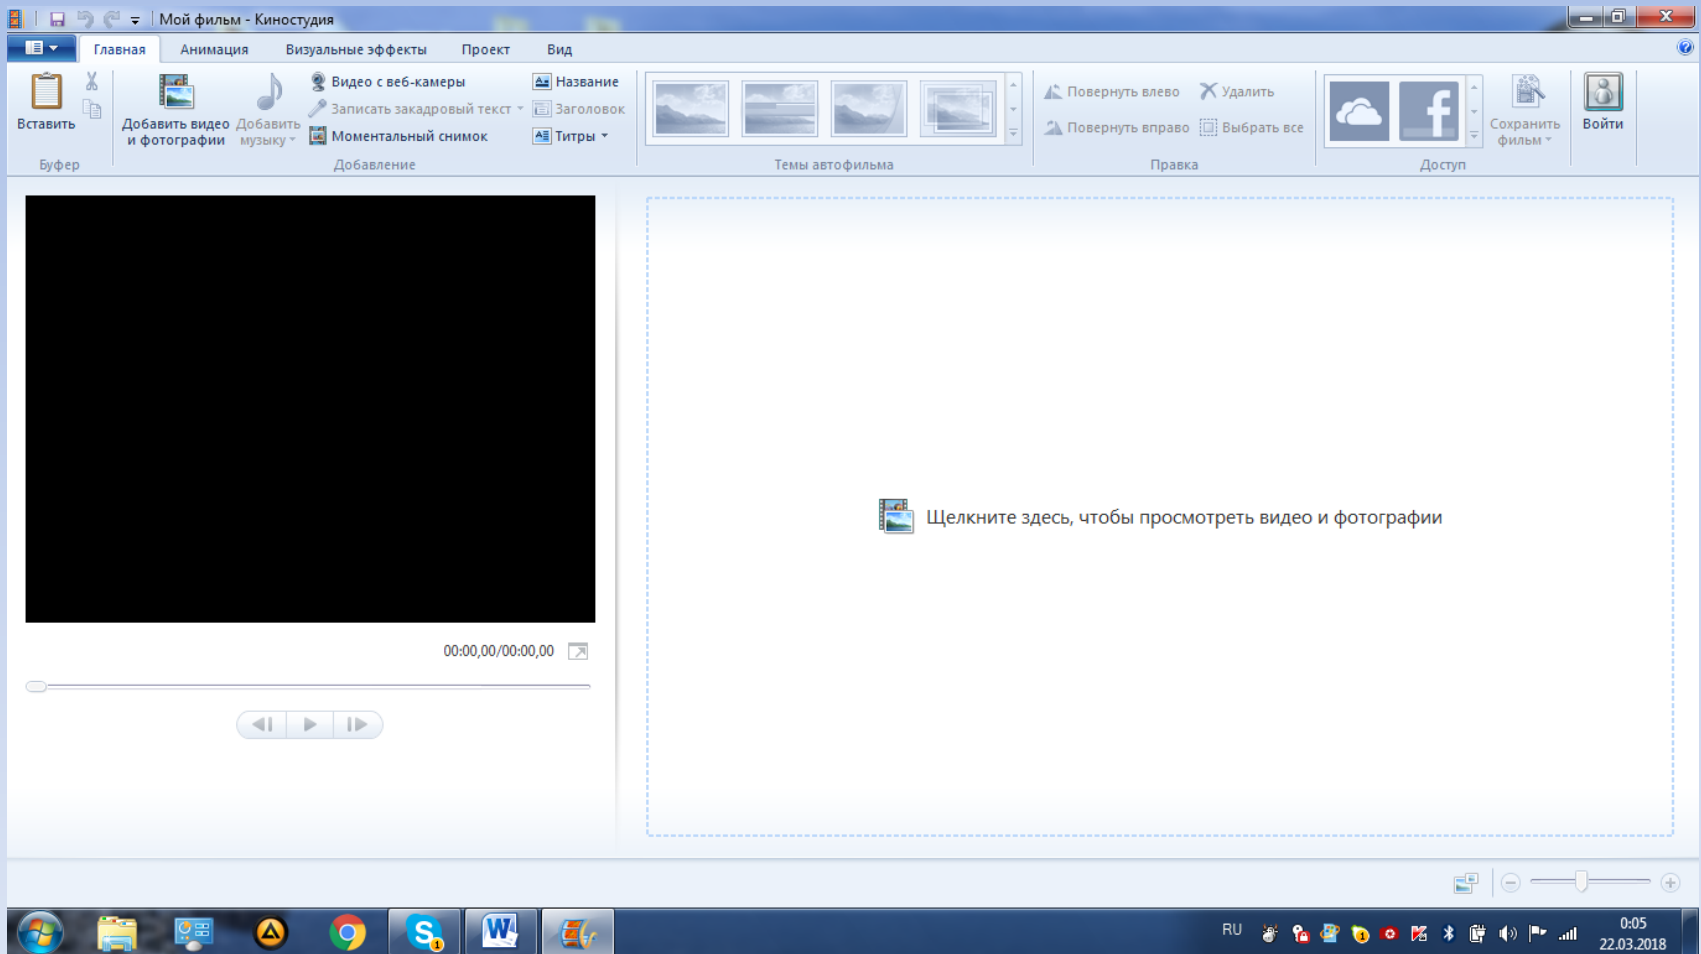 Мой фильм - Киностудия
Главная Анимация Визуальные эффекты Проект Вид
Вставить
Буфер
Добавить видео и фотографии
Добавить музыку
Видео с веб-камеры
Записать закадровый текст
Моментальный снимок
Название
Заголовок
Титры
Добавление
Темы автофильма
Повернуть влево
Повернуть вправо
Удалить
Выбрать все
Правка
Доступ
Сохранить фильм
Войти
Щелкните здесь, чтобы просмотреть видео и фотографии
00:00,00/00:00,00
RU
0:05
22.03.2018